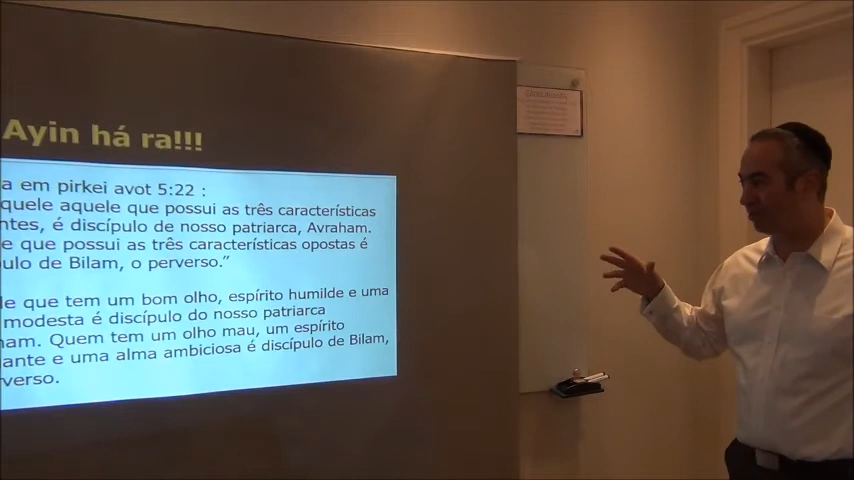 Ayin há ra!!!
a em pirkei avot 5:22 :
quele aquele que possui as três características
ntes, é discípulo de nosso patriarca, Avraham.
e que possui as três características opostas é
ulo de Bilam, o perverso.”
le que tem um bom olho, espírito humilde e uma
modesta é discípulo do nosso patriarca
am. Quem tem um olho mau, um espírito
ante e uma alma ambiciosa é discípulo de Bilam,
verso.